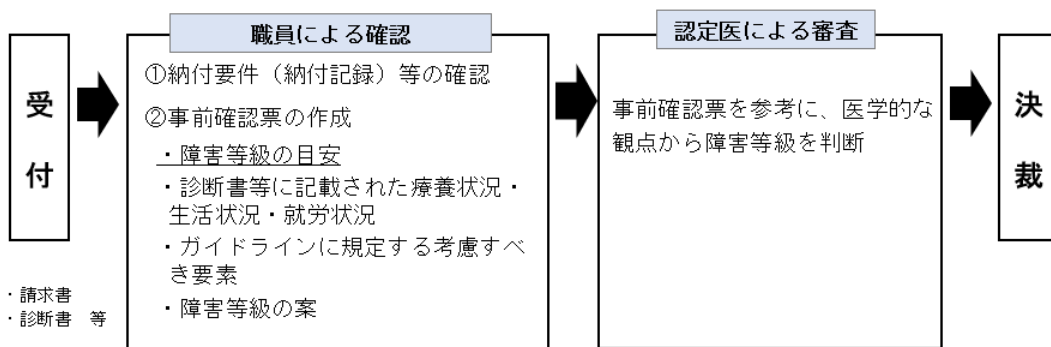 受
付
・請求書
・診断書　等
職員による確認
①納付要件（納付記録）等の確認
②事前確認票の作成
・障害等級の目安
・診断書等に記載された療養状況・
生活状況・就労状況
・ガイドラインに規定する考慮すべ
き要素
・障害等級の案
認定医による審査
事前確認票を参考に、医学的な
観点から障害等級を判断
決
裁